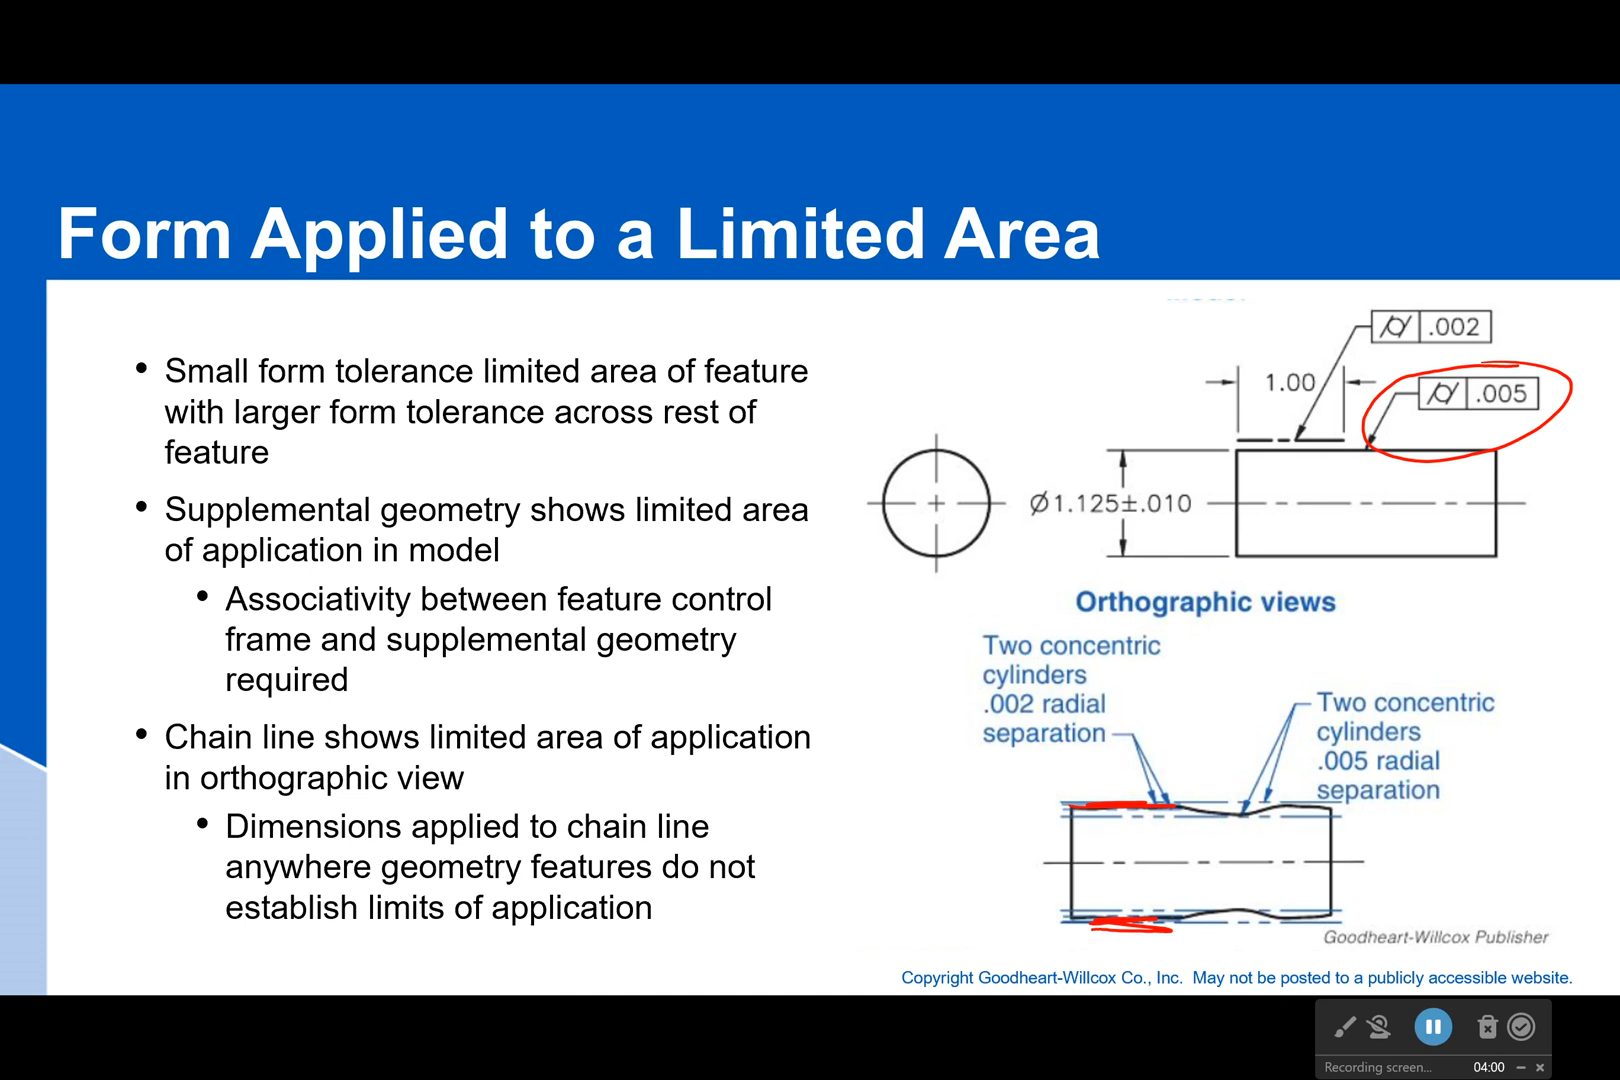 Form Applied to a Limited Area
• Small form tolerance limited area of feature
with larger form tolerance across rest of
feature
• Supplemental geometry shows limited area
of application in model
• Associativity between feature control
frame and supplemental geometry
required
• Chain line shows limited area of application
in orthographic view
• Dimensions applied to chain line
anywhere geometry features do not
establish limits of application
⌭ .002
1.00
⌭ .005
Ø1.125±.010
Orthographic views
Two concentric
cylinders
.002 radial
separation
Two concentric
cylinders
.005 radial
separation
Goodheart-Willcox Publisher
Copyright Goodheart-Willcox Co., Inc. May not be posted to a publicly accessible website.
Recording screen... 04:00